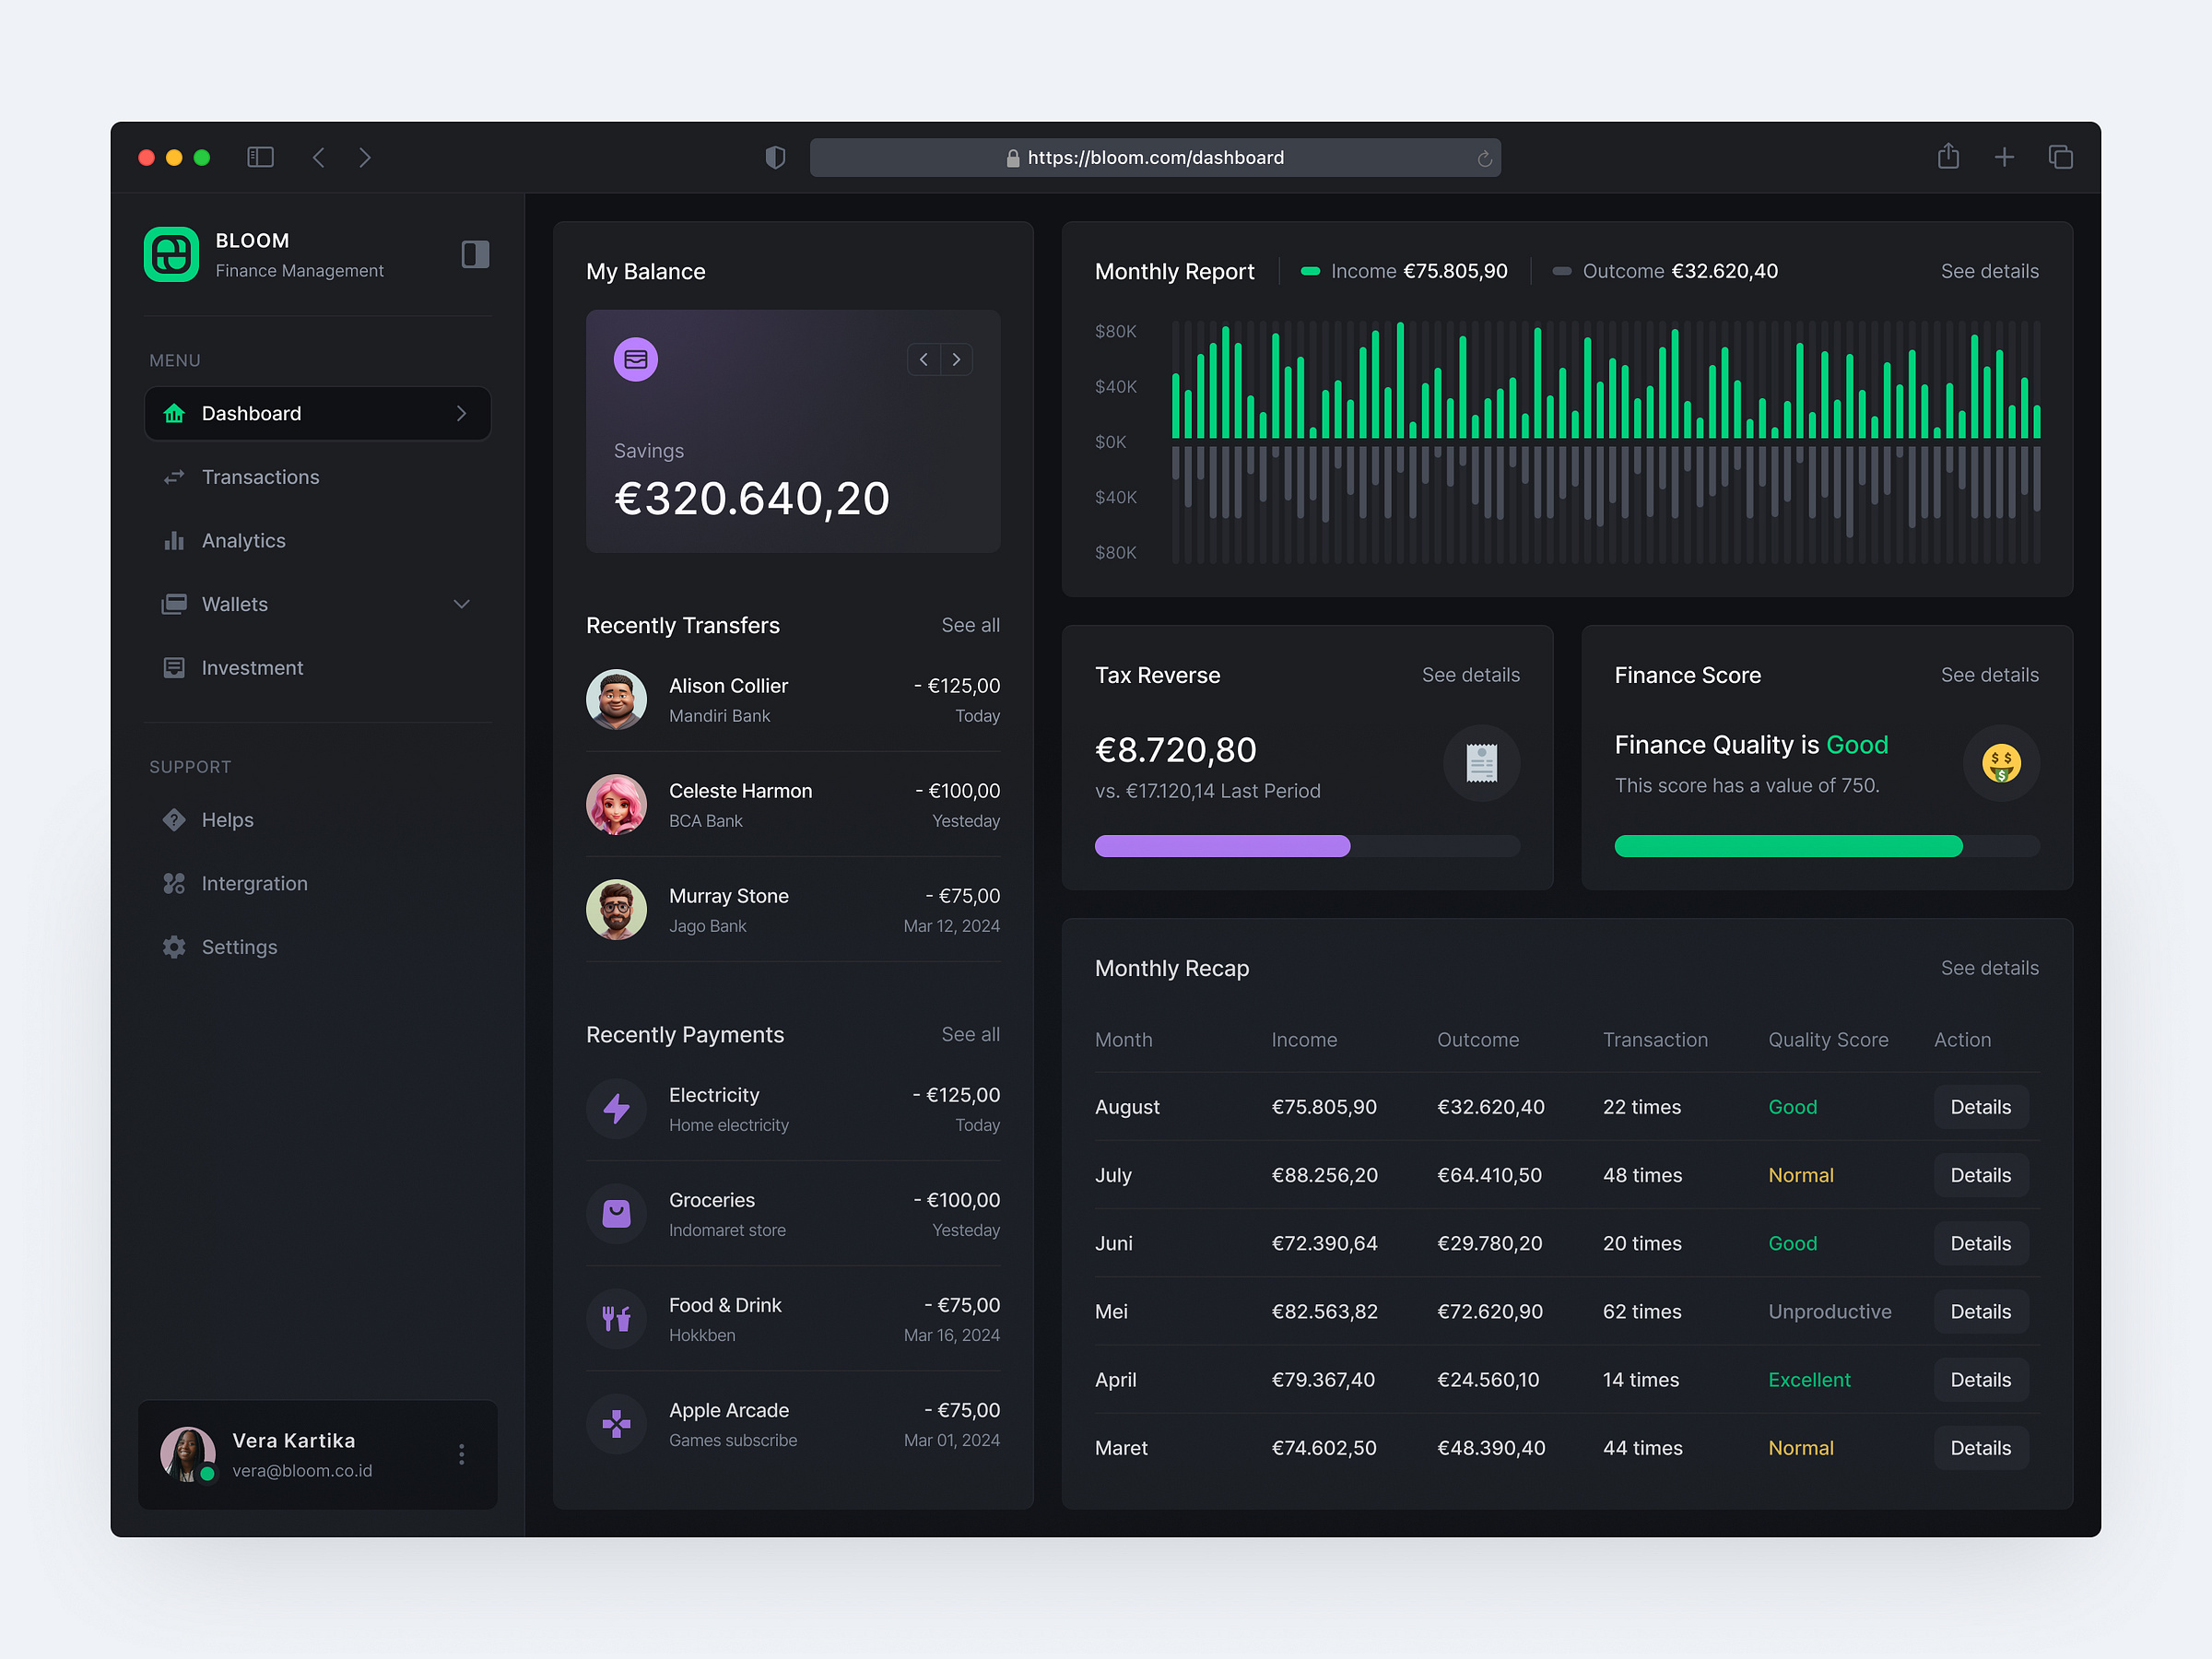 https://bloom.com/dashboard
BLOOM
Finance Management
MENU
Dashboard
Transactions
Analytics
Wallets
Investment
SUPPORT
Helps
Intergration
Settings
Vera Kartika
vera@bloom.co.id
My Balance
Savings
€320.640,20
Recently Transfers See all
Alison Collier - €125,00
Mandiri Bank Today
Celeste Harmon - €100,00
BCA Bank Yesteday
Murray Stone - €75,00
Jago Bank Mar 12, 2024
Recently Payments See all
Electricity - €125,00
Home electricity Today
Groceries - €100,00
Indomaret store Yesteday
Food & Drink - €75,00
Hokkben Mar 16, 2024
Apple Arcade - €75,00
Games subscribe Mar 01, 2024
Monthly Report Income €75.805,90 Outcome €32.620,40 See details
$80K
$40K
$0K
$40K
$80K
Tax Reverse See details
€8.720,80
vs. €17.120,14 Last Period
Finance Score See details
Finance Quality is Good
This score has a value of 750.
Monthly Recap See details
Month Income Outcome Transaction Quality Score Action
August €75.805,90 €32.620,40 22 times Good Details
July €88.256,20 €64.410,50 48 times Normal Details
Juni €72.390,64 €29.780,20 20 times Good Details
Mei €82.563,82 €72.620,90 62 times Unproductive Details
April €79.367,40 €24.560,10 14 times Excellent Details
Maret €74.602,50 €48.390,40 44 times Normal Details